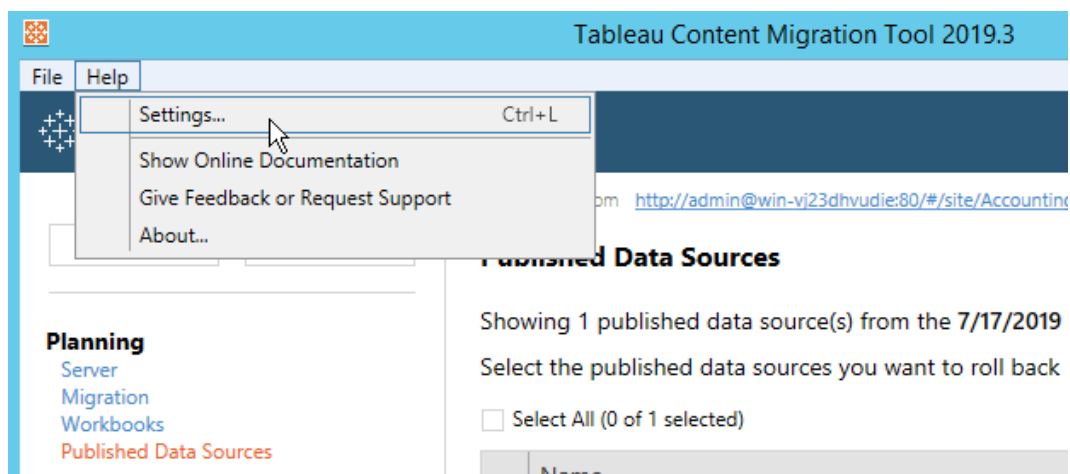 Tableau Content Migration Tool 2019.3
File Help
Settings... Ctrl+L
Show Online Documentation
Give Feedback or Request Support
About...
http://admin@win-vj23dhvudie:80/#/site/Accounting
Published Data Sources
Showing 1 published data source(s) from the 7/17/2019
Select the published data sources you want to roll back
Select All (0 of 1 selected)
Name
Planning
Server
Migration
Workbooks
Published Data Sources